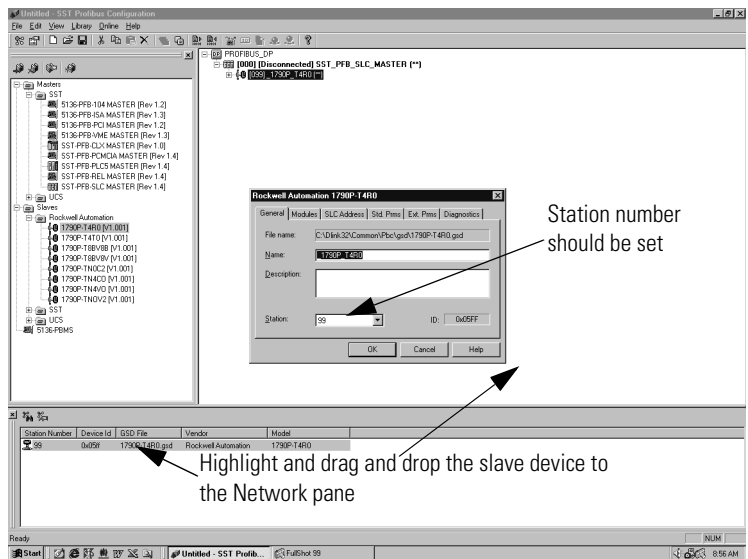 Untitled - SST Profibus Configuration
File Edit View Library Online Help
PROFIBUS_DP
[000] [Disconnected] SST_PFB_SLC_MASTER (**)
[099] _1790P_T4R0 (**)
Masters
SST
5136-PFB-104 MASTER [Rev 1.2]
5136-PFB-ISA MASTER [Rev 1.3]
5136-PFB-PCI MASTER [Rev 1.2]
5136-PFB-VME MASTER [Rev 1.3]
SST-PFB-CLX MASTER [Rev 1.0]
SST-PFB-PCMCIA MASTER [Rev 1.4]
SST-PFB-PLC5 MASTER [Rev 1.4]
SST-PFB-REL MASTER [Rev 1.4]
SST-PFB-SLC MASTER [Rev 1.4]
UCS
Slaves
Rockwell Automation
1790P-T4R0 [V1.001]
1790P-T4T0 [V1.001]
1790P-T8BV8B [V1.001]
1790P-T8BV8V [V1.001]
1790P-TN0C2 [V1.001]
1790P-TN4C0 [V1.001]
1790P-TN4V0 [V1.001]
1790P-TN0V2 [V1.001]
SST
UCS
5136-PBMS
Rockwell Automation 1790P-T4R0
General Modules SLC Address Std. Prms Ext. Prms Diagnostics
File name: C:\Dlink32\Common\Pbc\gsd\1790P-T4R0.gsd
Name: _1790P_T4R0
Description:
Station: 99 ID: 0x05FF
OK Cancel Help
Station number
should be set
Station Number Device Id GSD File Vendor Model
99 0x05ff 1790P-T4R0.gsd Rockwell Automation 1790P-T4R0
Highlight and drag and drop the slave device to
the Network pane
Ready NUM
Start Untitled - SST Profib... FullShot 99 8:56 AM